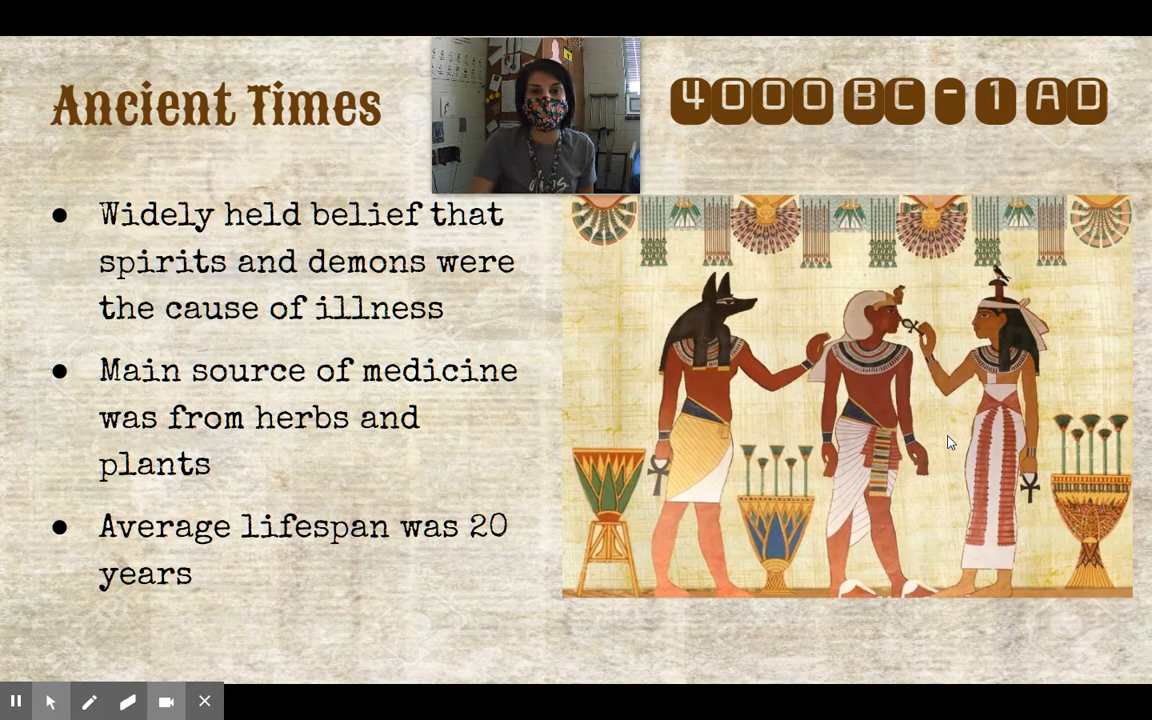 Ancient Times
4000 BC - 1 AD
● Widely held belief that
spirits and demons were
the cause of illness
● Main source of medicine
was from herbs and
plants
● Average lifespan was 20
years